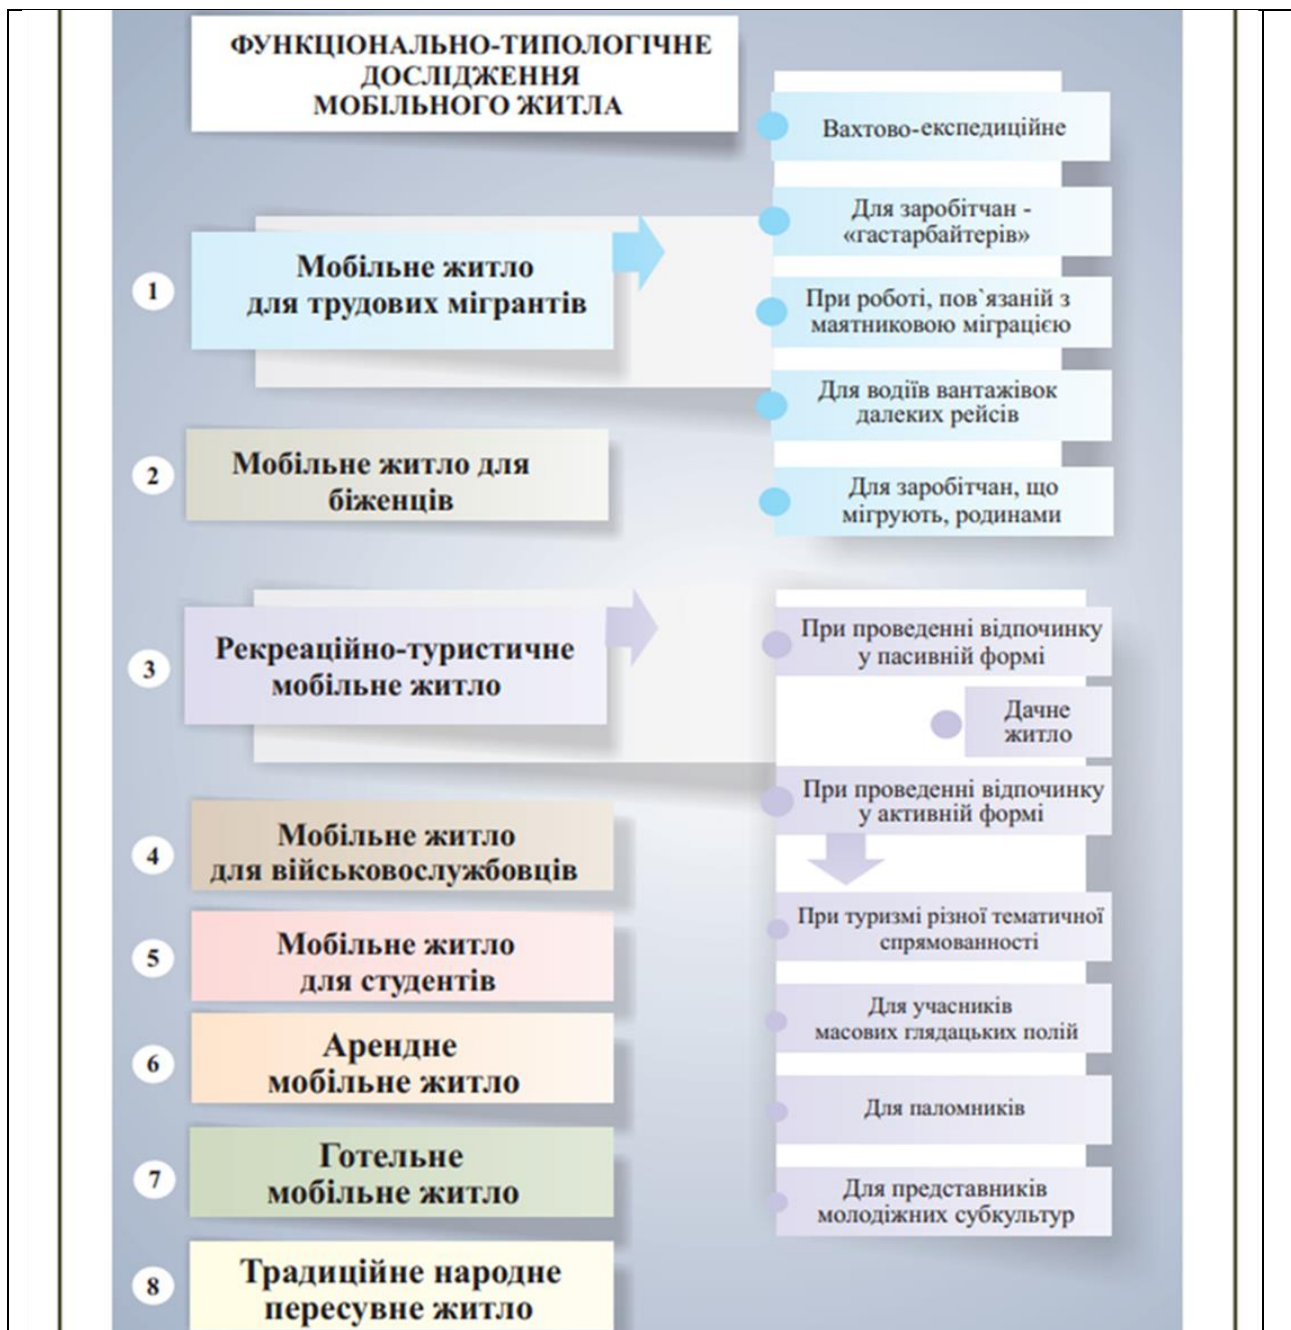 ФУНКЦІОНАЛЬНО-ТИПОЛОГІЧНЕ
ДОСЛІДЖЕННЯ
МОБІЛЬНОГО ЖИТЛА
1
Мобільне житло
для трудових мігрантів
Вахтово-експедиційне
Для заробітчан -
«гастарбайтерів»
При роботі, пов`язаній з
маятниковою міграцією
Для водіїв вантажівок
далеких рейсів
Для заробітчан, що
мігрують, родинами
2
Мобільне житло для
біженців
3
Рекреаційно-туристичне
мобільне житло
При проведенні відпочинку
у пасивній формі
Дачне
житло
При проведенні відпочинку
у активній формі
При туризмі різної тематичної
спрямованності
Для учасників
масових глядацьких полій
Для паломників
Для представників
молодіжних субкультур
4
Мобільне житло
для військовослужбовців
5
Мобільне житло
для студентів
6
Арендне
мобільне житло
7
Готельне
мобільне житло
8
Традиційне народне
пересувне житло